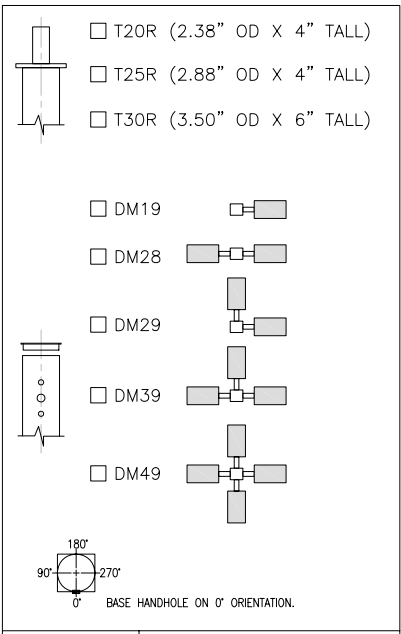 T20R (2.38" OD X 4" TALL)
T25R (2.88" OD X 4" TALL)
T30R (3.50" OD X 6" TALL)
DM19
DM28
DM29
DM39
DM49
180°
90° 270°
0° BASE HANDHOLE ON 0° ORIENTATION.